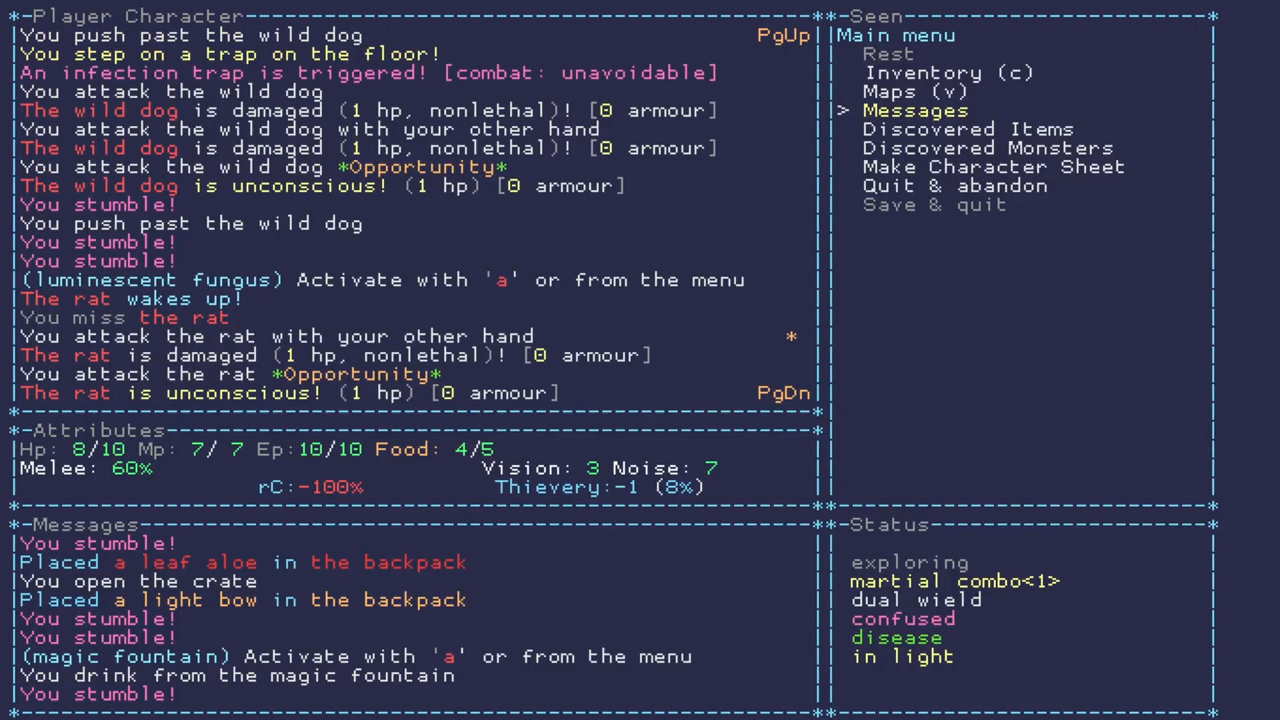 Player Character
You push past the wild dog PgUp
You step on a trap on the floor!
An infection trap is triggered! [combat: unavoidable]
You attack the wild dog
The wild dog is damaged (1 hp, nonlethal)! [0 armour]
You attack the wild dog with your other hand
The wild dog is damaged (1 hp, nonlethal)! [0 armour]
You attack the wild dog *Opportunity*
The wild dog is unconscious! (1 hp) [0 armour]
You stumble!
You push past the wild dog
You stumble!
You stumble!
(luminescent fungus) Activate with 'a' or from the menu
The rat wakes up!
You miss the rat
You attack the rat with your other hand *
The rat is damaged (1 hp, nonlethal)! [0 armour]
You attack the rat *Opportunity*
The rat is unconscious! (1 hp) [0 armour] PgDn
Attributes
Hp: 8/10 Mp: 7/ 7 Ep:10/10 Food: 4/5
Melee: 60% Vision: 3 Noise: 7
rC:-100% Thievery:-1 (8%)
Messages
You stumble!
Placed a leaf aloe in the backpack
You open the crate
Placed a light bow in the backpack
You stumble!
You stumble!
(magic fountain) Activate with 'a' or from the menu
You drink from the magic fountain
You stumble!
Seen
Main menu
Rest
Inventory (c)
Maps (v)
> Messages
Discovered Items
Discovered Monsters
Make Character Sheet
Quit & abandon
Save & quit
Status
exploring
martial combo<1>
dual wield
confused
disease
in light